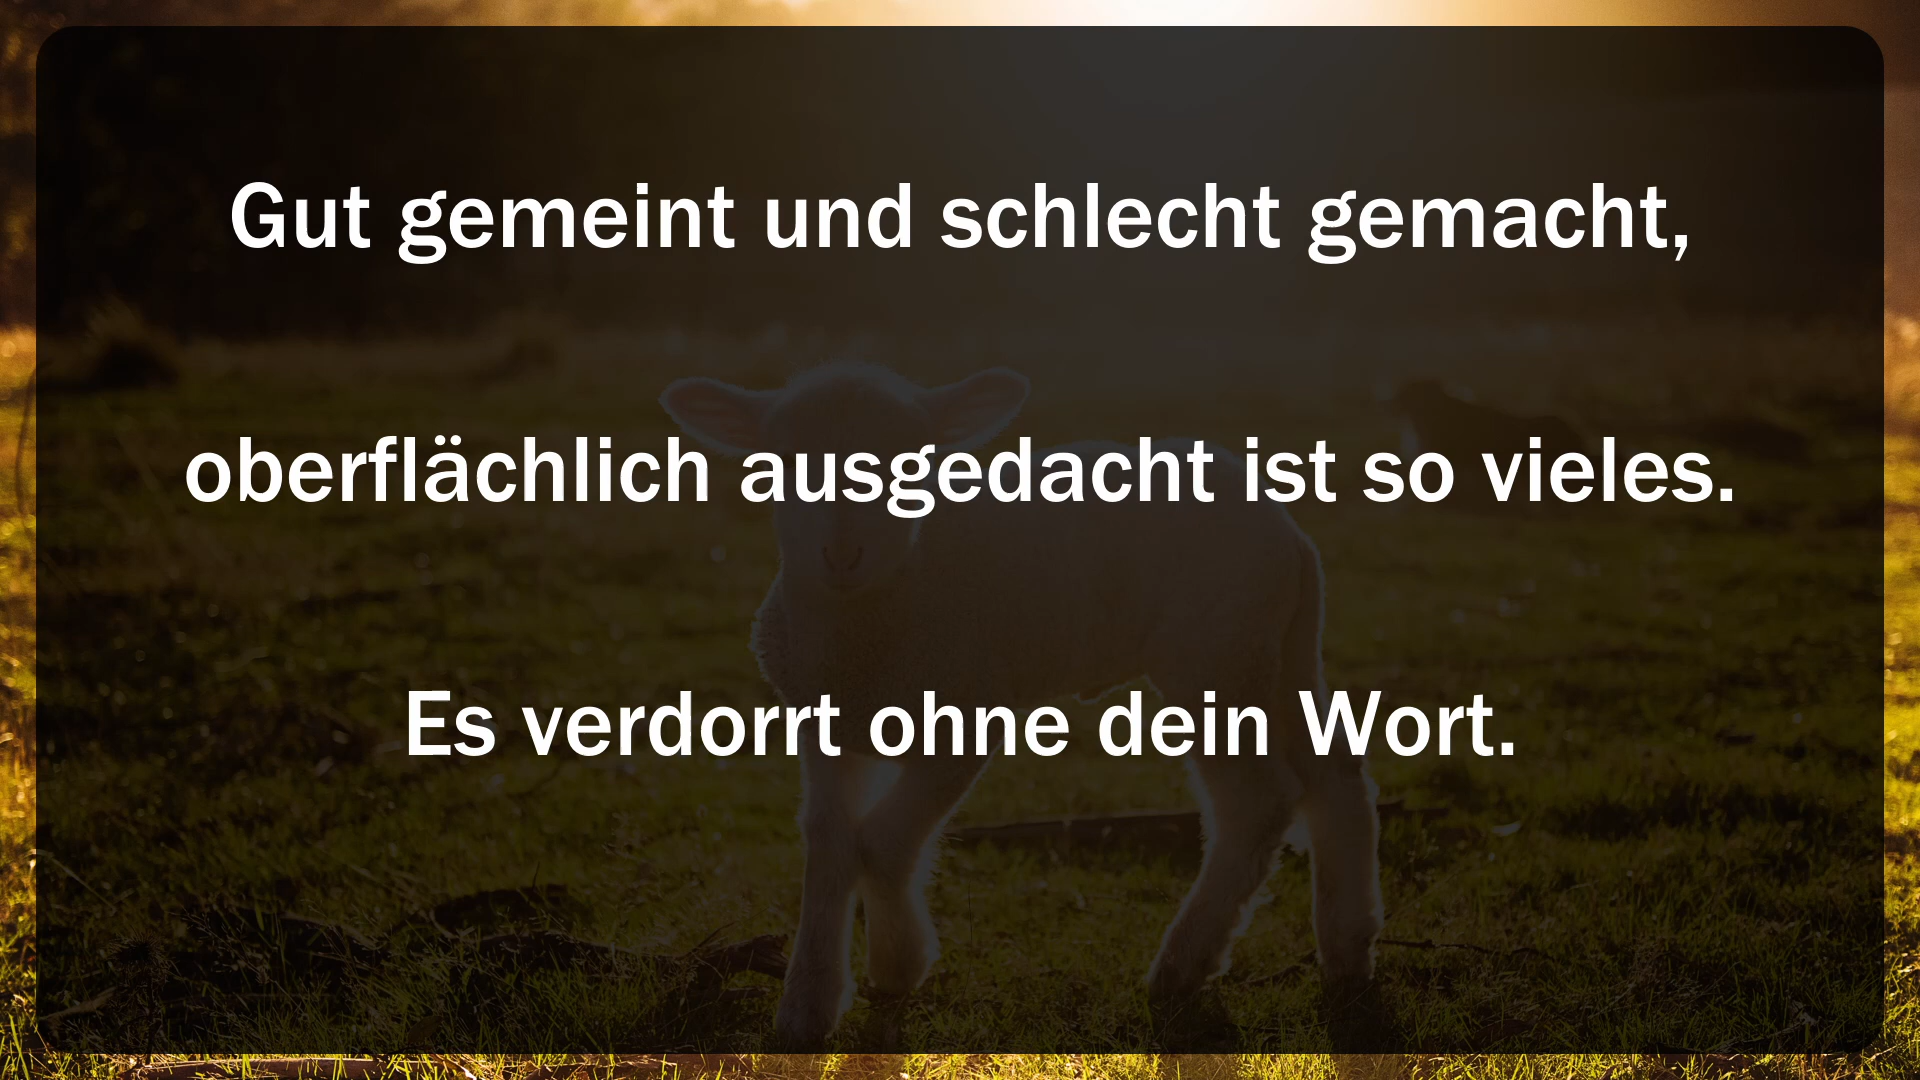 Gut gemeint und schlecht gemacht,
oberflächlich ausgedacht ist so vieles.
Es verdorrt ohne dein Wort.